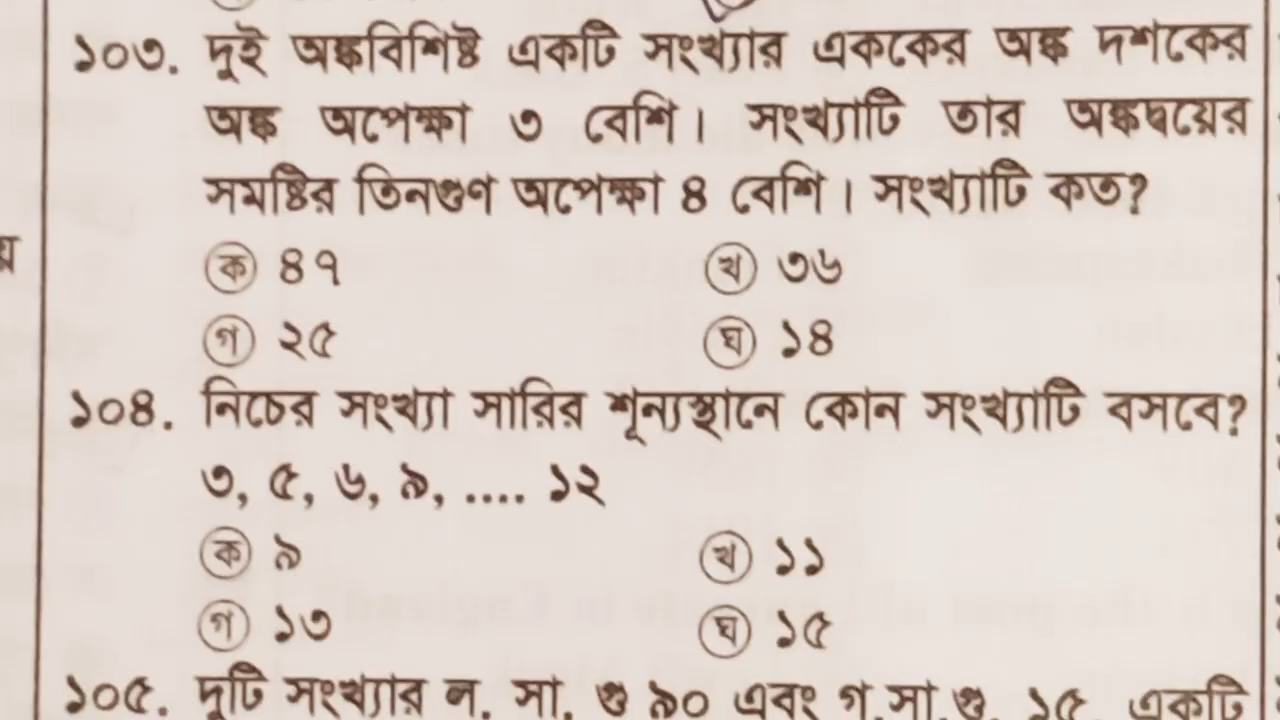 ১০৩. দুই অঙ্কবিশিষ্ট একটি সংখ্যার এককের অঙ্ক দশকের
অঙ্ক অপেক্ষা ৩ বেশি। সংখ্যাটি তার অঙ্কদ্বয়ের
সমষ্টির তিনগুণ অপেক্ষা ৪ বেশি। সংখ্যাটি কত?
ক ৪৭ খ ৩৬
গ ২৫ ঘ ১৪
১০৪. নিচের সংখ্যা সারির শূন্যস্থানে কোন সংখ্যাটি বসবে?
৩, ৫, ৬, ৯, .... ১২
ক ৯ খ ১১
গ ১৩ ঘ ১৫
১০৫. দুটি সংখ্যার ল. সা. গু ৯০ এবং গ.সা.গু. ১৫ একটি